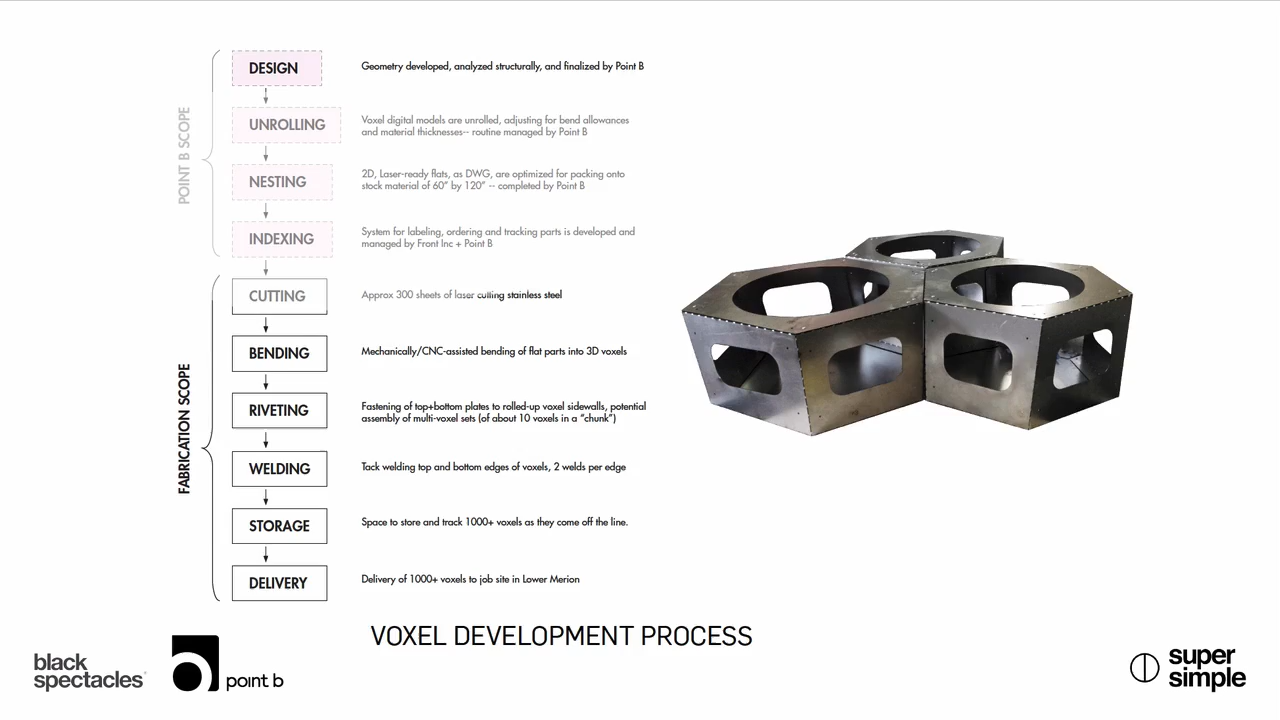 POINT B SCOPE
DESIGN
Geometry developed, analyzed structurally, and finalized by Point B
UNROLLING
Voxel digital models are unrolled, adjusting for bend allowances
and material thicknesses-- routine managed by Point B
NESTING
2D, Laser-ready flats, as DWG, are optimized for packing onto
stock material of 60” by 120” -- completed by Point B
INDEXING
System for labeling, ordering and tracking parts is developed and
managed by Front Inc + Point B
FABRICATION SCOPE
CUTTING
Approx 300 sheets of laser cutting stainless steel
BENDING
Mechanically/CNC-assisted bending of flat parts into 3D voxels
RIVETING
Fastening of top+bottom plates to rolled-up voxel sidewalls, potential
assembly of multi-voxel sets (of about 10 voxels in a “chunk”)
WELDING
Tack welding top and bottom edges of voxels, 2 welds per edge
STORAGE
Space to store and track 1000+ voxels as they come off the line.
DELIVERY
Delivery of 1000+ voxels to job site in Lower Merion
VOXEL DEVELOPMENT PROCESS
black
spectacles
point b
super
simple